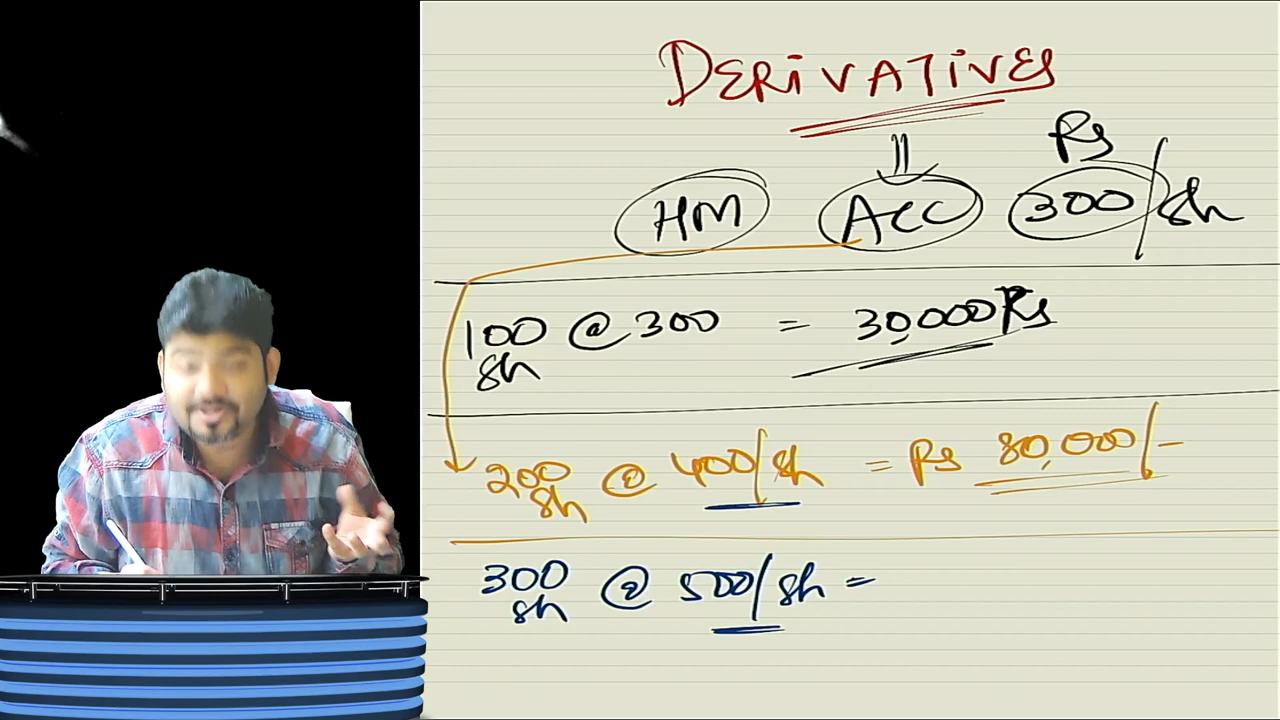 DERIVATIVES
HM ACC Rs 300/sh
100 sh @ 300 = 30,000 Rs
200 sh @ 400/sh = Rs 80,000/-
300 sh @ 500/sh =